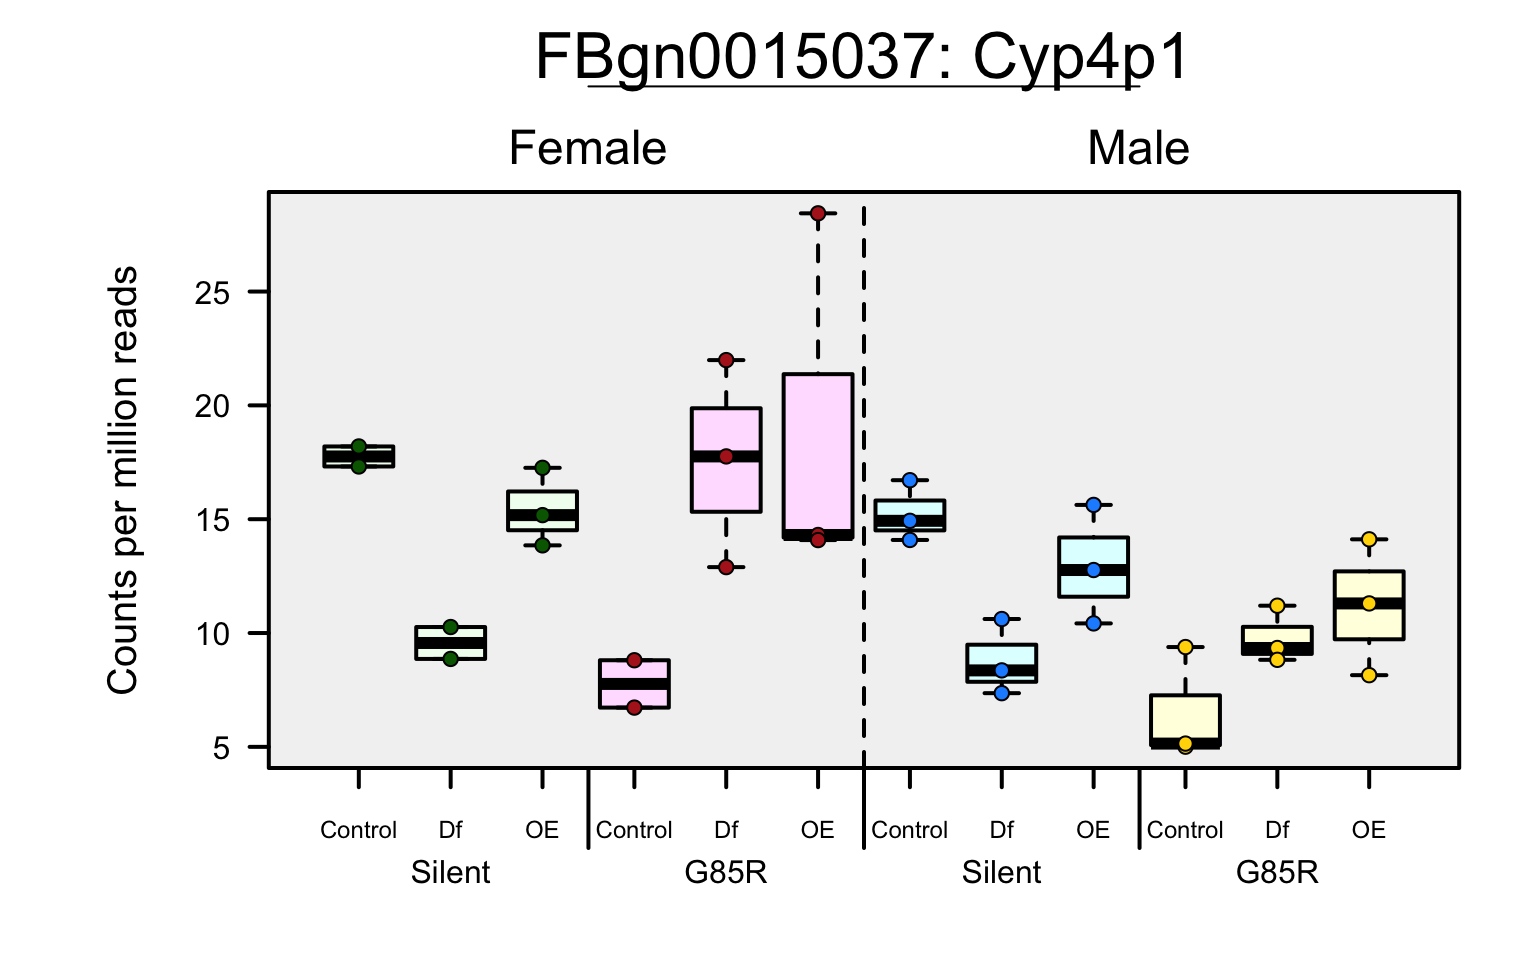 FBgn0015037: Cyp4p1
Female Male
Counts per million reads
25
20
15
10
5
Control Df OE Control Df OE Control Df OE Control Df OE
Silent G85R Silent G85R